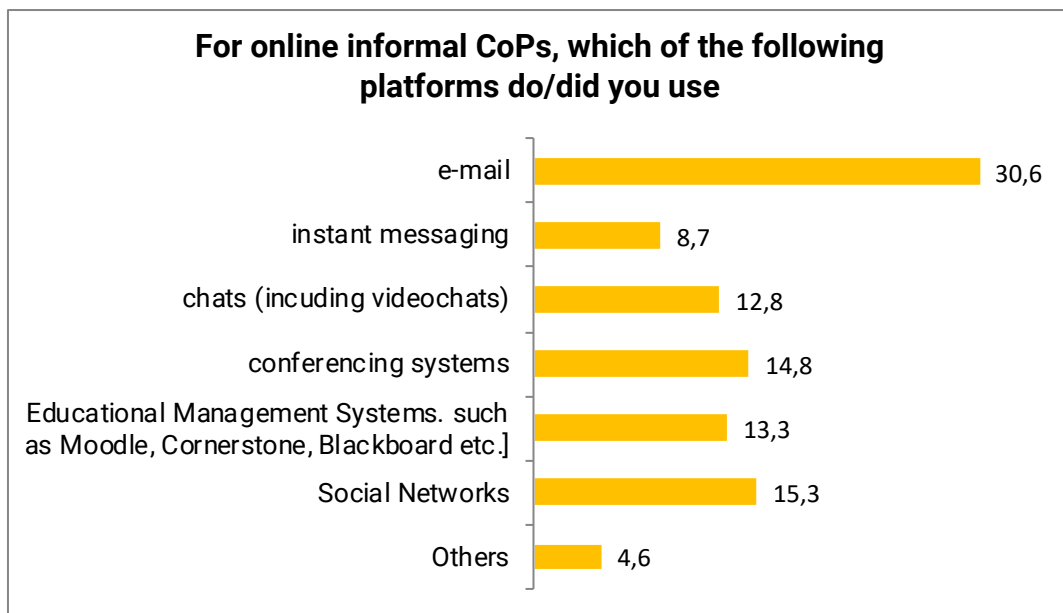 For online informal CoPs, which of the following
platforms do/did you use
e-mail
30,6
instant messaging
8,7
chats (incuding videochats)
12,8
conferencing systems
14,8
Educational Management Systems. such
as Moodle, Cornerstone, Blackboard etc.]
13,3
Social Networks
15,3
Others
4,6